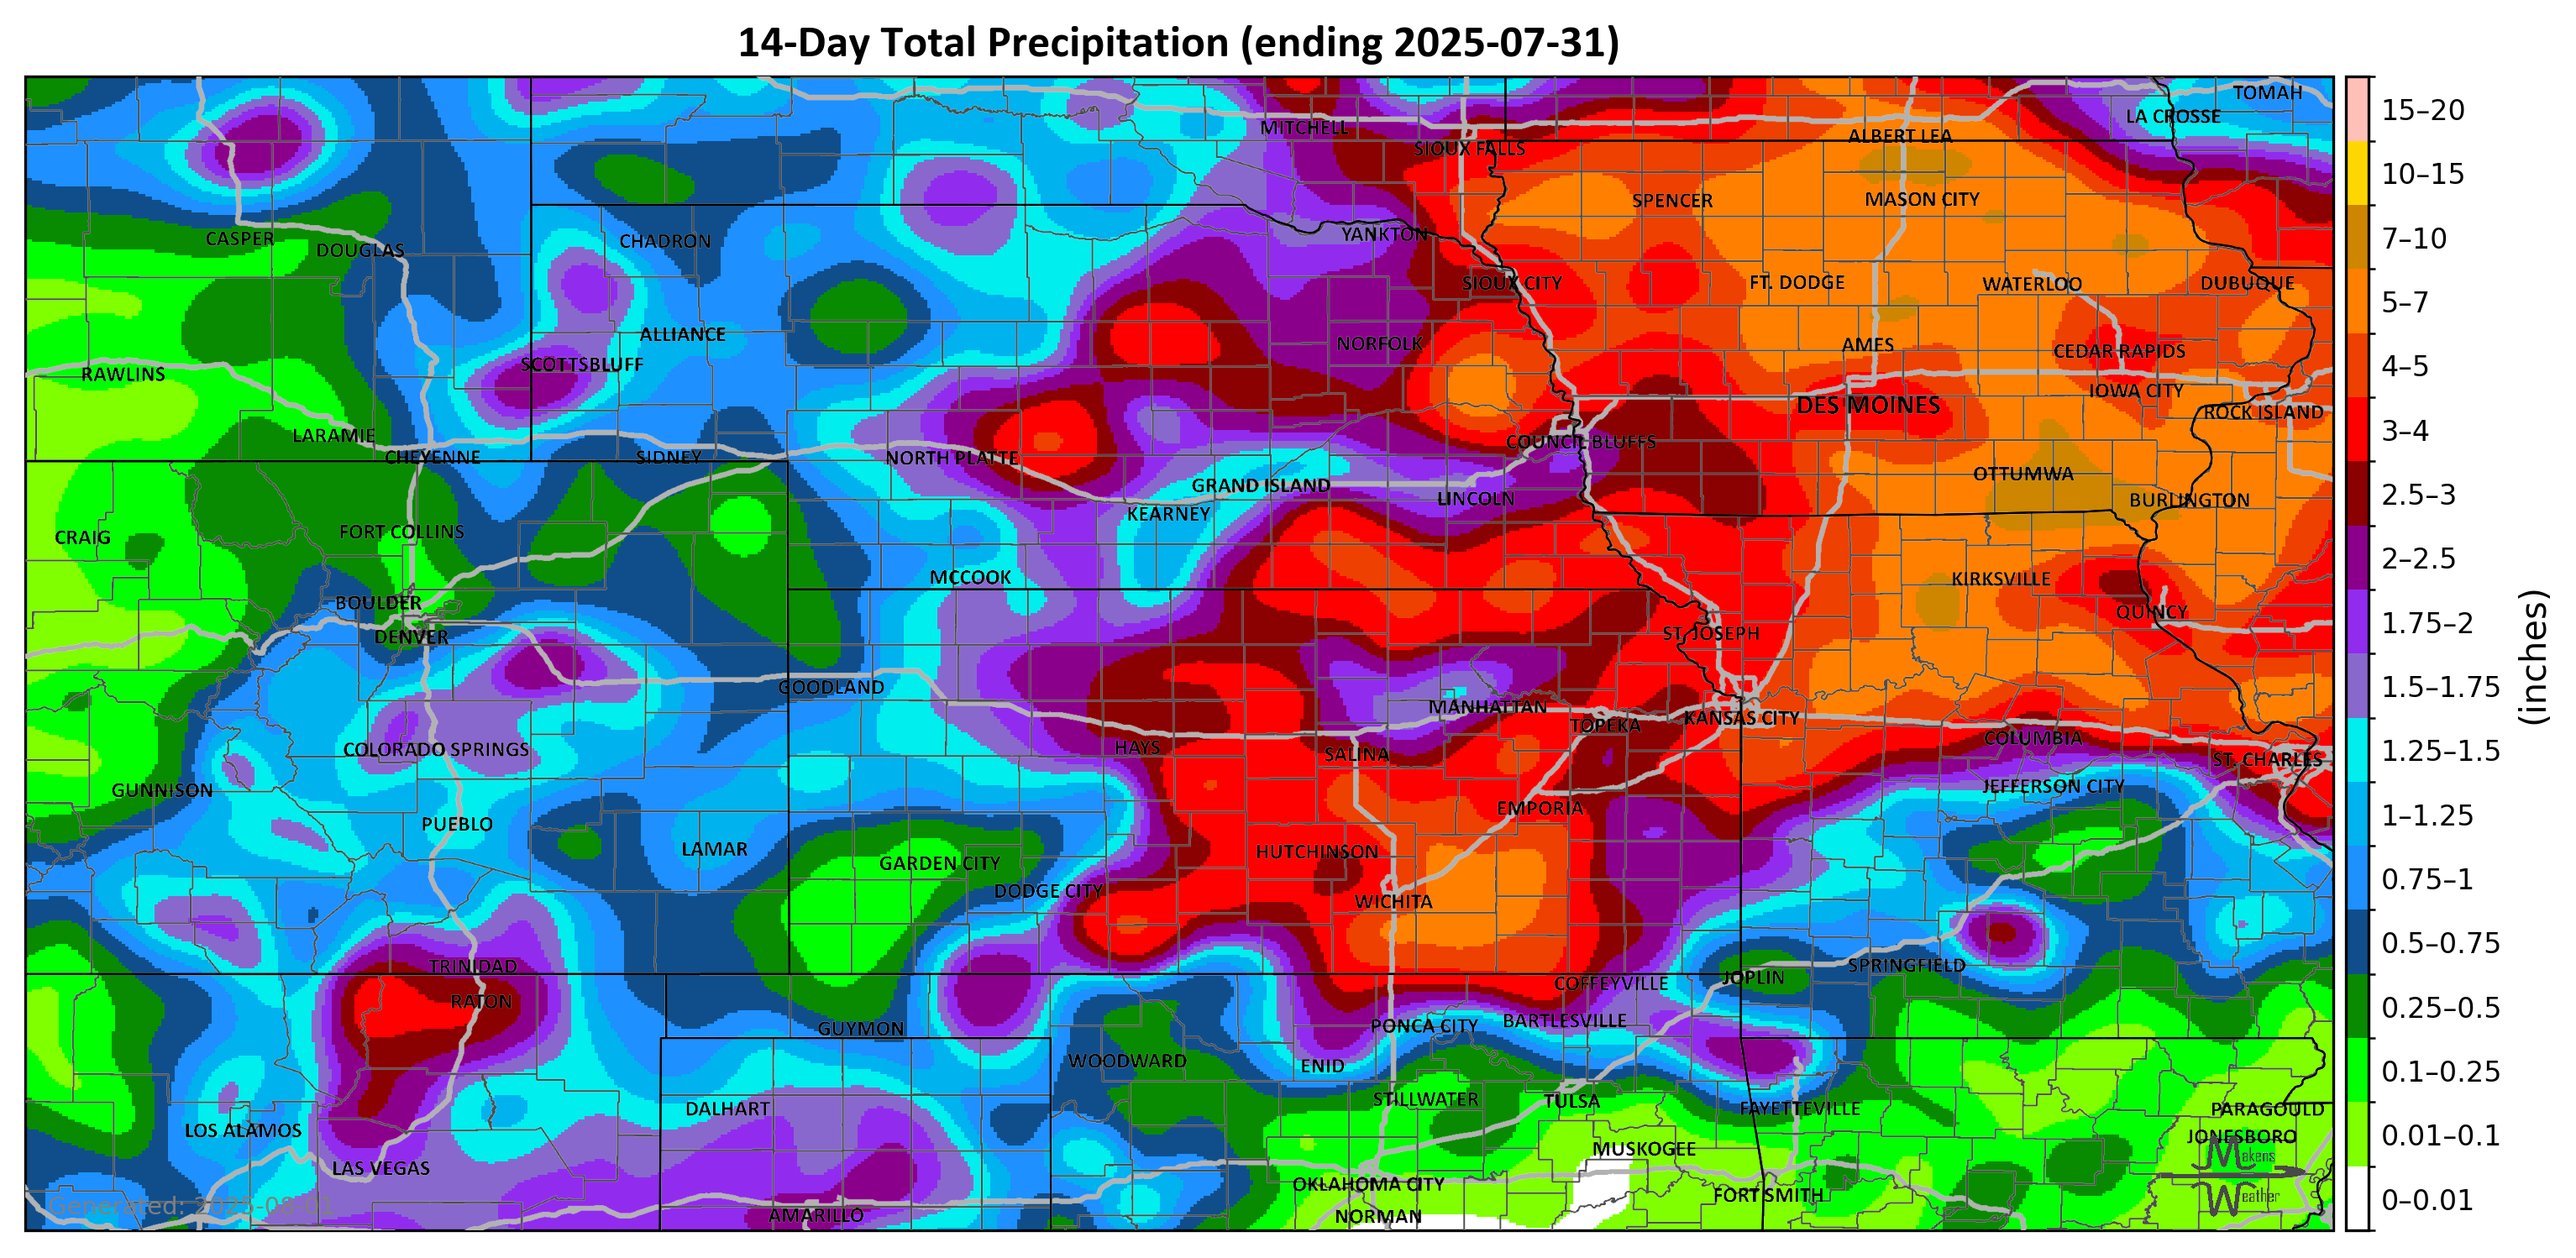 14-Day Total Precipitation (ending 2025-07-31)
TOMAH
LA CROSSE
MITCHELL
ALBERT LEA
SIOUX FALLS
SPENCER
MASON CITY
YANKTON
CASPER
DOUGLAS
CHADRON
SIOUX CITY
FT. DODGE
WATERLOO
DUBUQUE
ALLIANCE
NORFOLK
AMES
CEDAR RAPIDS
SCOTTSBLUFF
RAWLINS
IOWA CITY
DES MOINES
ROCK ISLAND
LARAMIE
COUNCIL BLUFFS
CHEYENNE
SIDNEY
NORTH PLATTE
OTTUMWA
GRAND ISLAND
LINCOLN
BURLINGTON
KEARNEY
CRAIG
FORT COLLINS
MCCOOK
KIRKSVILLE
BOULDER
QUINCY
DENVER
ST. JOSEPH
GOODLAND
MANHATTAN
TOPEKA
KANSAS CITY
COLORADO SPRINGS
HAYS
SALINA
COLUMBIA
ST. CHARLES
GUNNISON
JEFFERSON CITY
EMPORIA
PUEBLO
LAMAR
HUTCHINSON
GARDEN CITY
DODGE CITY
WICHITA
TRINIDAD
SPRINGFIELD
JOPLIN
COFFEYVILLE
RATON
GUYMON
PONCA CITY
BARTLESVILLE
WOODWARD
ENID
DALHART
STILLWATER
TULSA
FAYETTEVILLE
PARAGOULD
LOS ALAMOS
JONESBORO
MUSKOGEE
LAS VEGAS
OKLAHOMA CITY
FORT SMITH
AMARILLO
NORMAN
Generated: 2025-08-01
Makens
Weather
15–20
10–15
7–10
5–7
4–5
3–4
2.5–3
2–2.5
1.75–2
1.5–1.75
1.25–1.5
1–1.25
0.75–1
0.5–0.75
0.25–0.5
0.1–0.25
0.01–0.1
0–0.01
(inches)